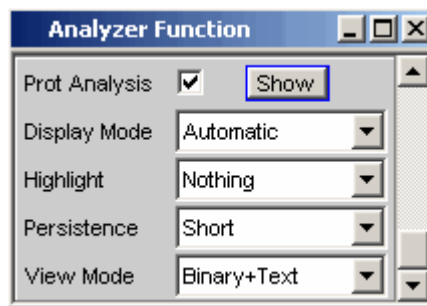 Analyzer Function
Prot Analysis Show
Display Mode Automatic
Highlight Nothing
Persistence Short
View Mode Binary+Text